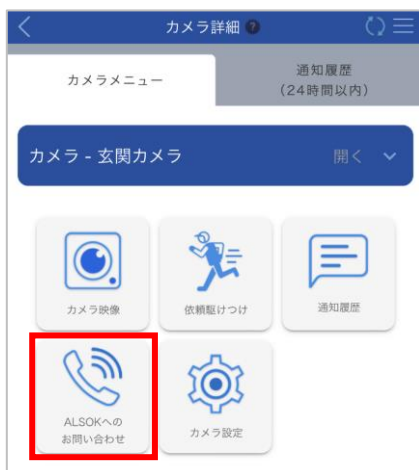 カメラ詳細 ?
カメラメニュー
通知履歴
(24時間以内)
カメラ - 玄関カメラ 開く
カメラ映像
依頼駆けつけ
通知履歴
ALSOKへの
お問い合わせ
カメラ設定